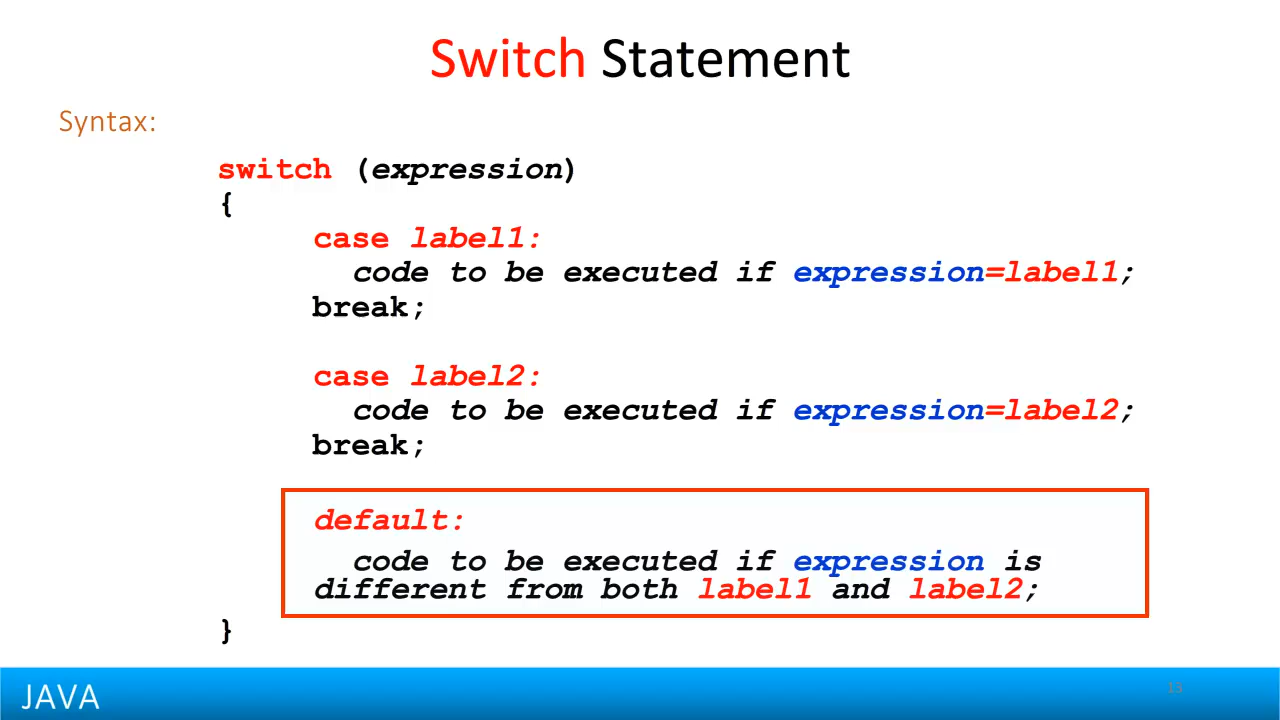 Switch Statement
Syntax:
switch (expression)
{
case label1:
code to be executed if expression=label1;
break;
case label2:
code to be executed if expression=label2;
break;
default:
code to be executed if expression is
different from both label1 and label2;
}
JAVA
13